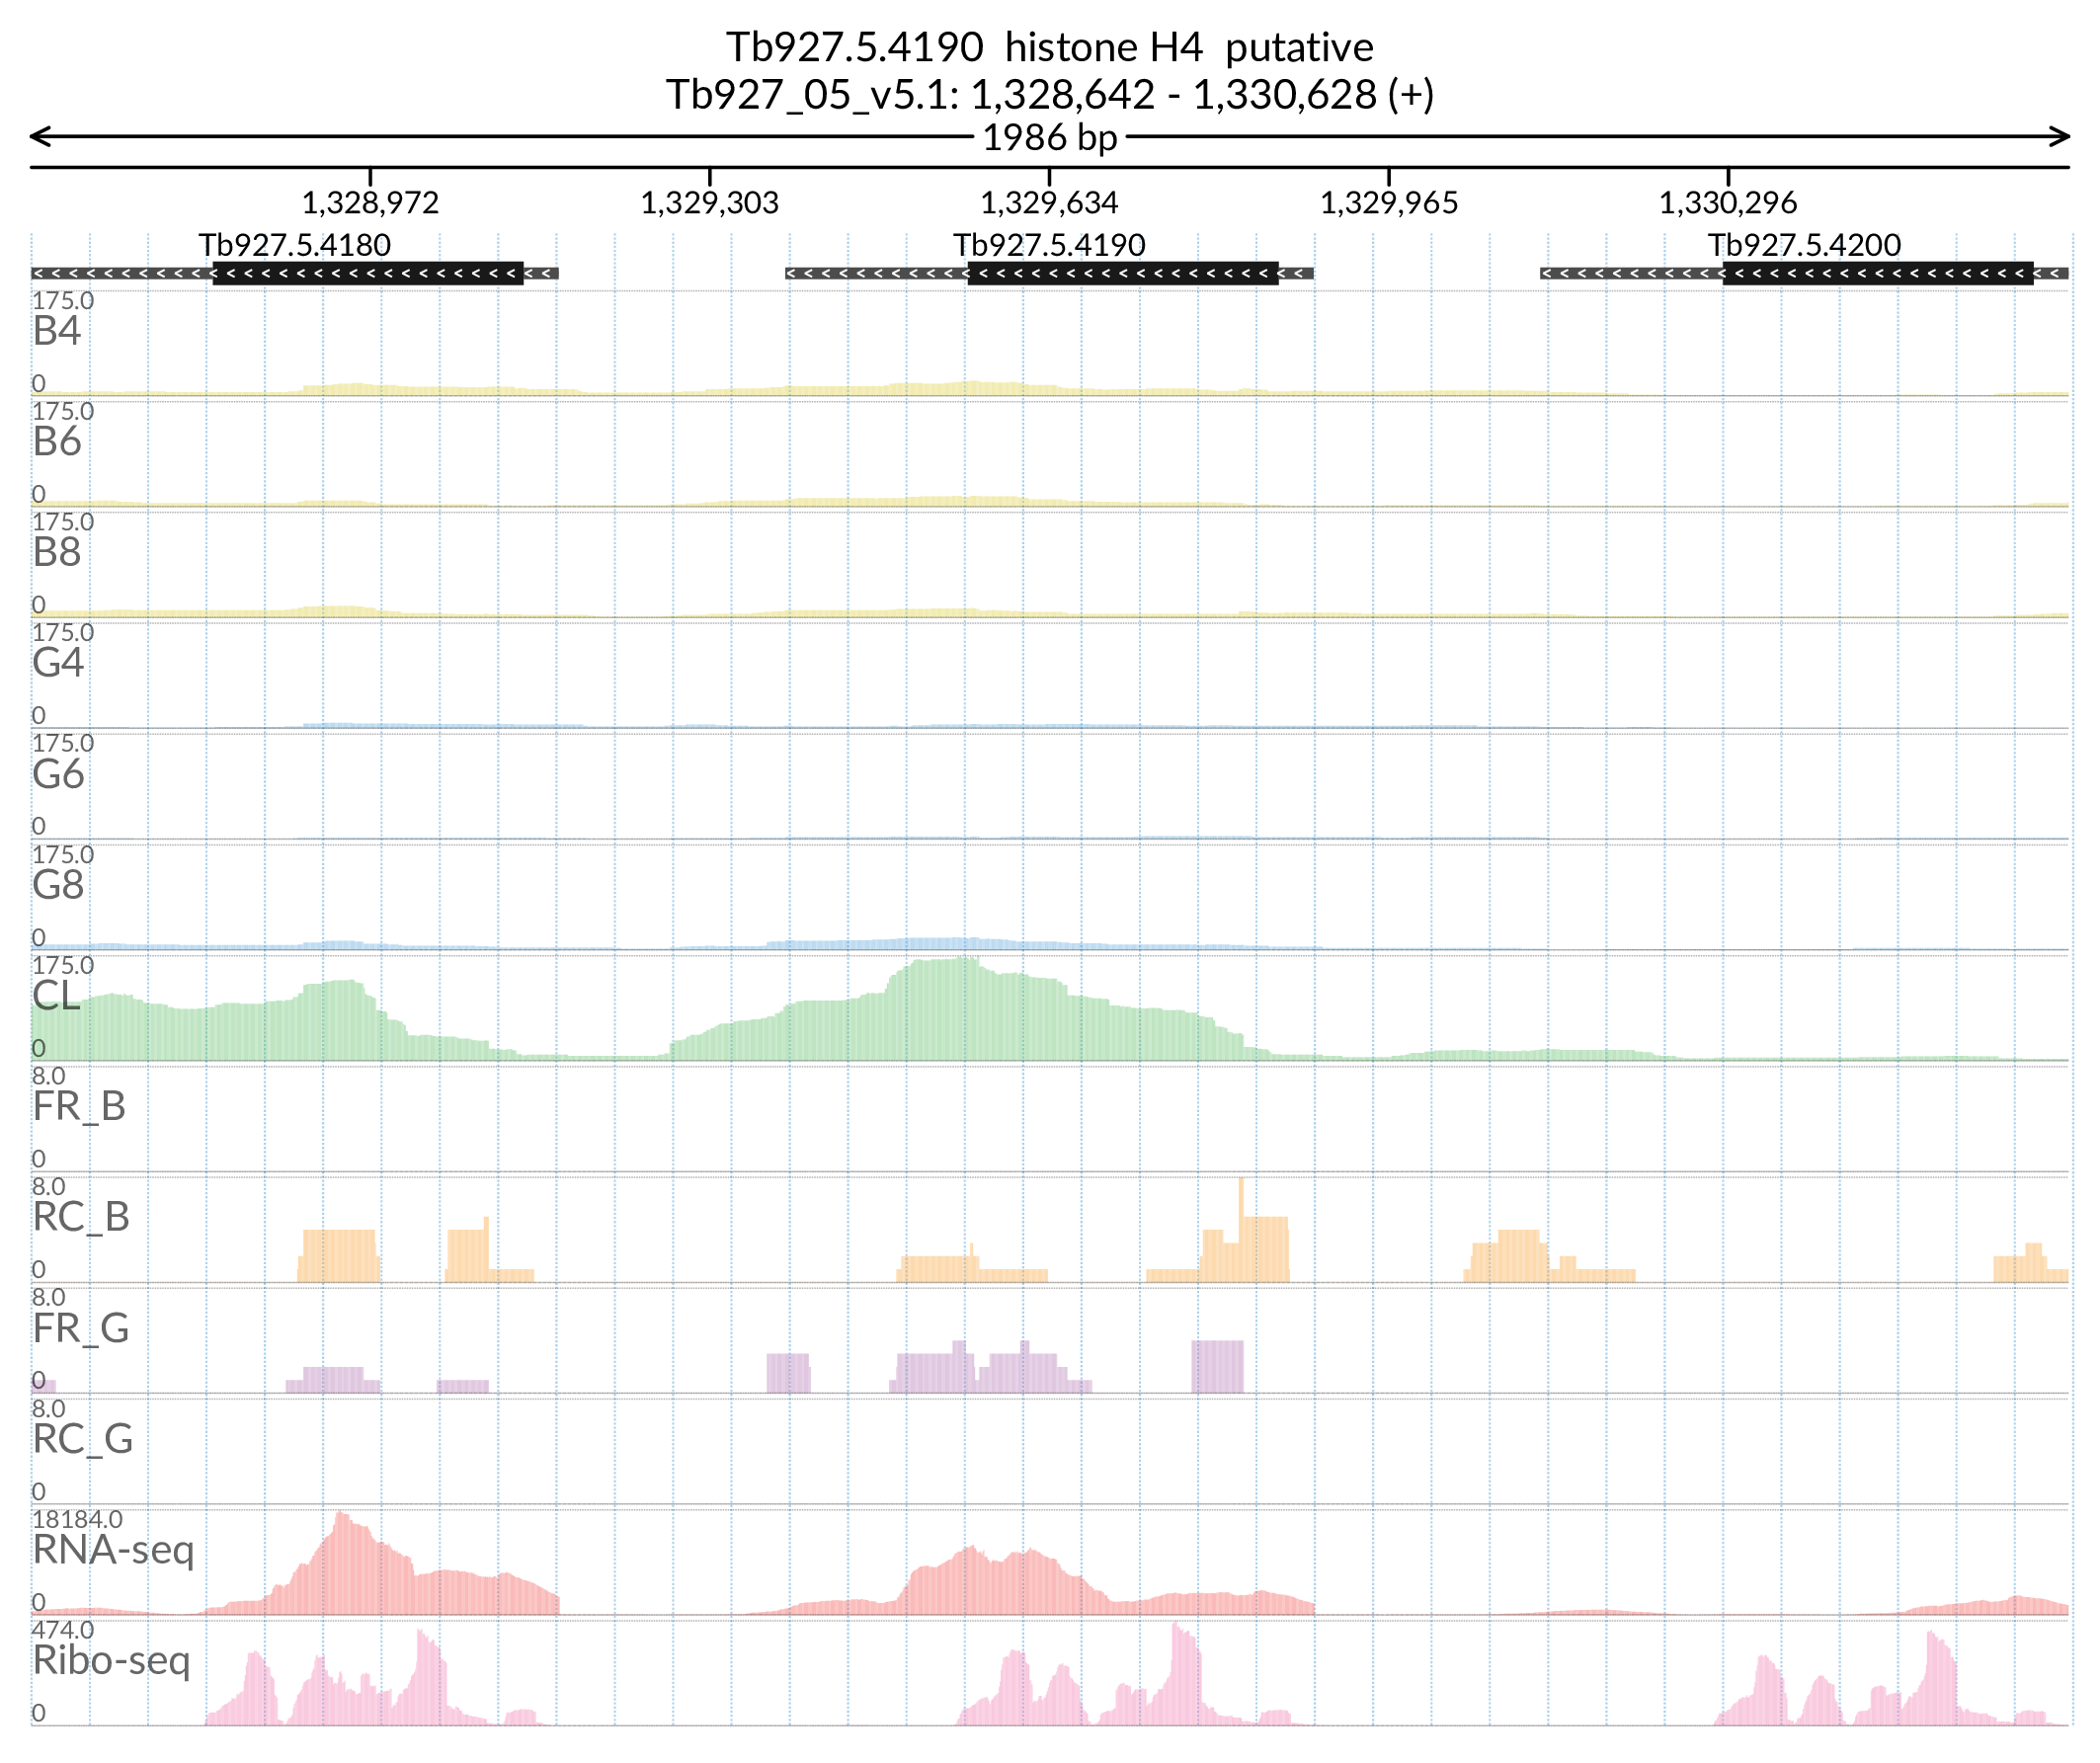 Tb927.5.4190 histone H4 putative
Tb927_05_v5.1: 1,328,642 - 1,330,628 (+)
1986 bp
1,328,972 1,329,303 1,329,634 1,329,965 1,330,296
Tb927.5.4180 Tb927.5.4190 Tb927.5.4200
175.0
B4
0
175.0
B6
0
175.0
B8
0
175.0
G4
0
175.0
G6
0
175.0
G8
0
175.0
CL
0
8.0
FR_B
0
8.0
RC_B
0
8.0
FR_G
0
8.0
RC_G
0
18184.0
RNA-seq
0
474.0
Ribo-seq
0